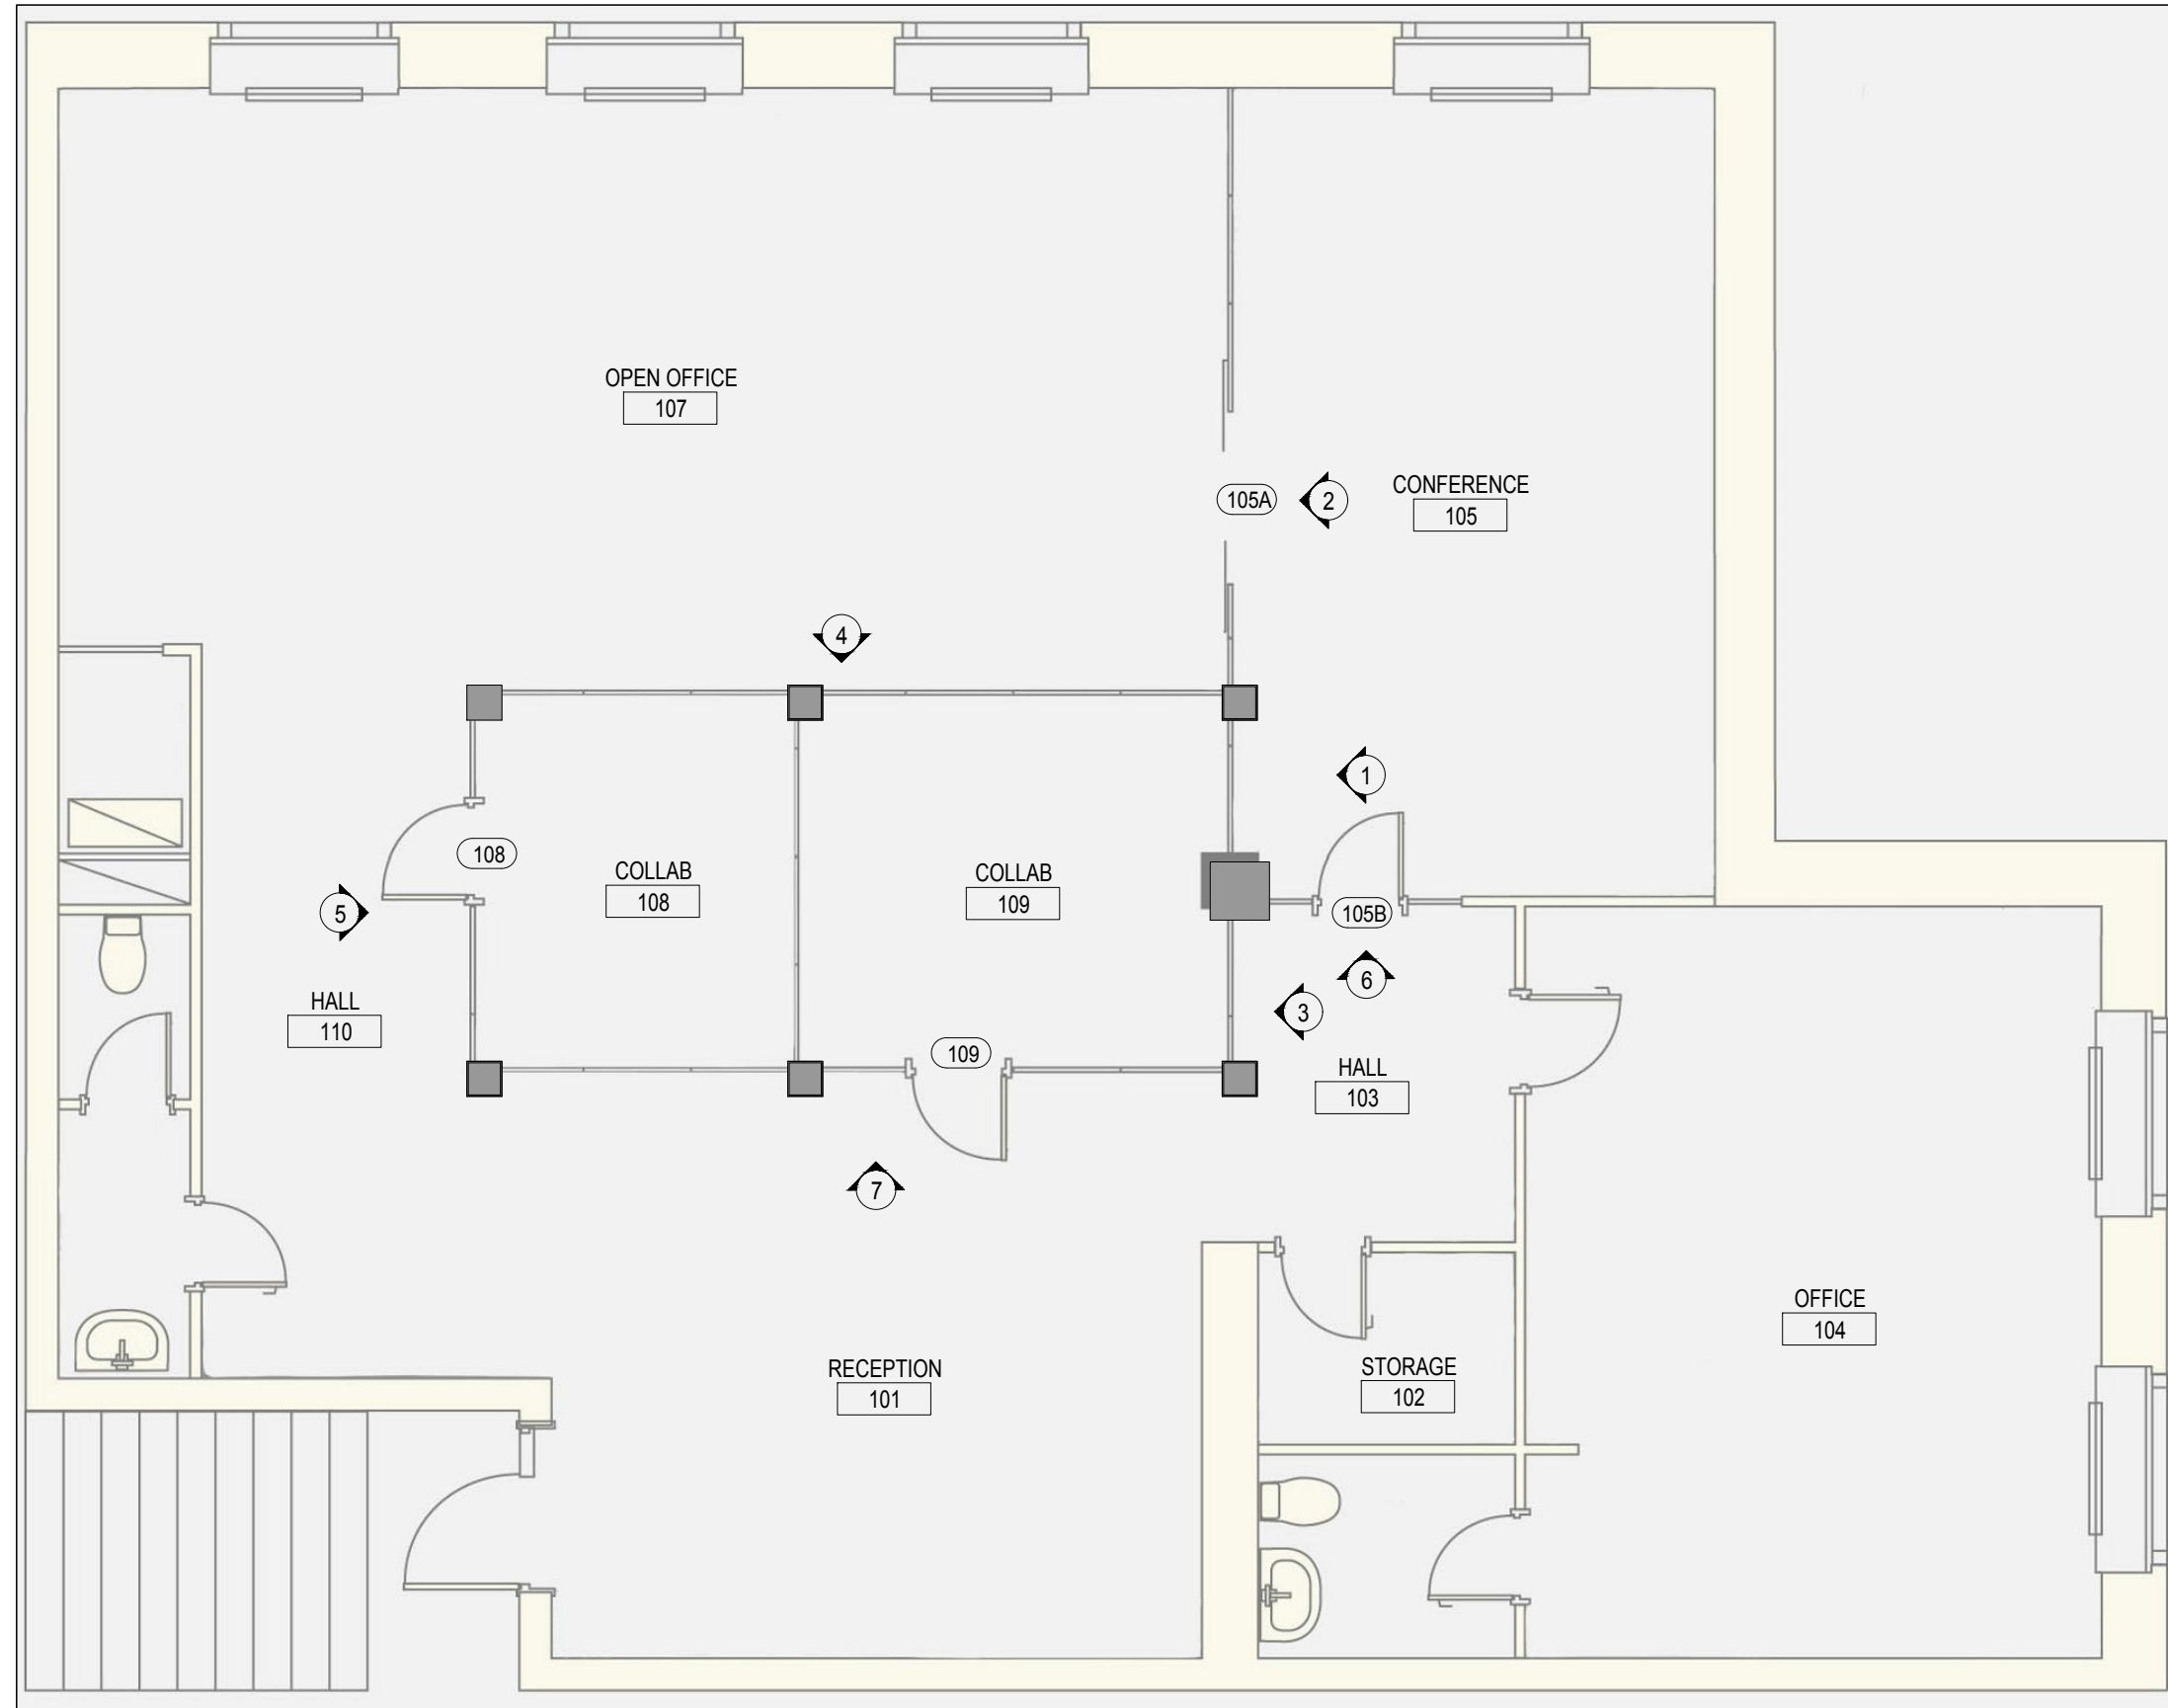 OPEN OFFICE
107
CONFERENCE
105
105A
2
4
1
108
COLLAB
108
COLLAB
109
105B
5
6
3
HALL
110
109
HALL
103
7
OFFICE
104
RECEPTION
101
STORAGE
102